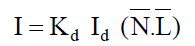 I = K_d I_d (N̅.L̅)